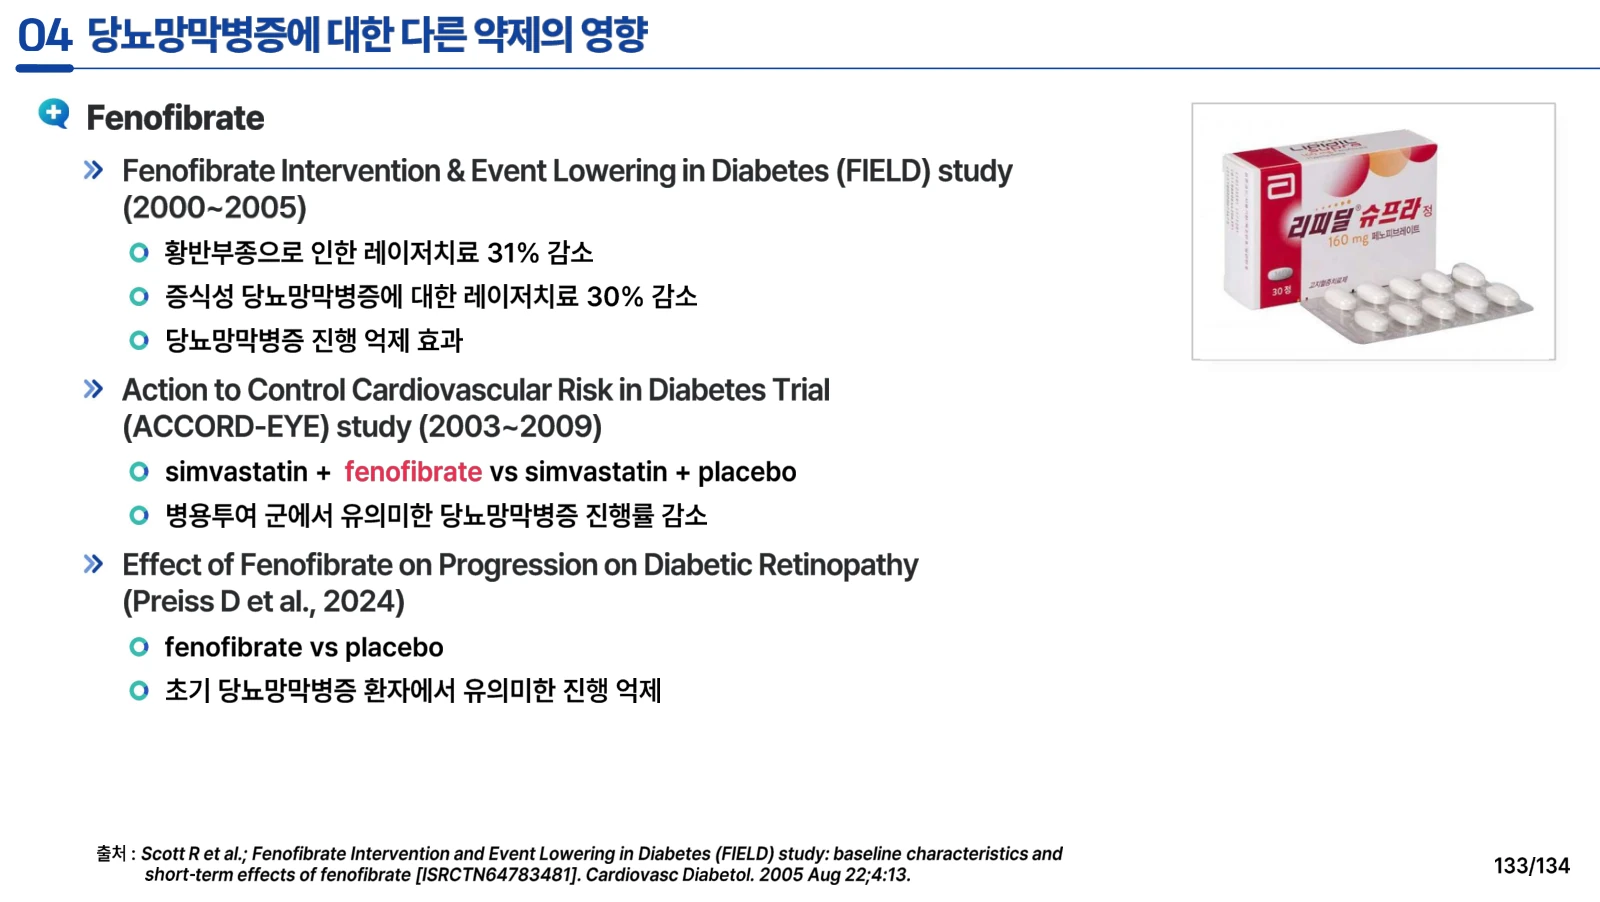 04 당뇨망막병증에 대한 다른 약제의 영향
Fenofibrate
Fenofibrate Intervention & Event Lowering in Diabetes (FIELD) study
(2000~2005)
황반부종으로 인한 레이저치료 31% 감소
증식성 당뇨망막병증에 대한 레이저치료 30% 감소
당뇨망막병증 진행 억제 효과
Action to Control Cardiovascular Risk in Diabetes Trial
(ACCORD-EYE) study (2003~2009)
simvastatin + fenofibrate vs simvastatin + placebo
병용투여 군에서 유의미한 당뇨망막병증 진행률 감소
Effect of Fenofibrate on Progression on Diabetic Retinopathy
(Preiss D et al., 2024)
fenofibrate vs placebo
초기 당뇨망막병증 환자에서 유의미한 진행 억제
리피딜® 슈프라 정
160 mg 페노피브레이트
30정
고지혈증치료제
출처 : Scott R et al.; Fenofibrate Intervention and Event Lowering in Diabetes (FIELD) study: baseline characteristics and
short-term effects of fenofibrate [ISRCTN64783481]. Cardiovasc Diabetol. 2005 Aug 22;4:13.
133/134